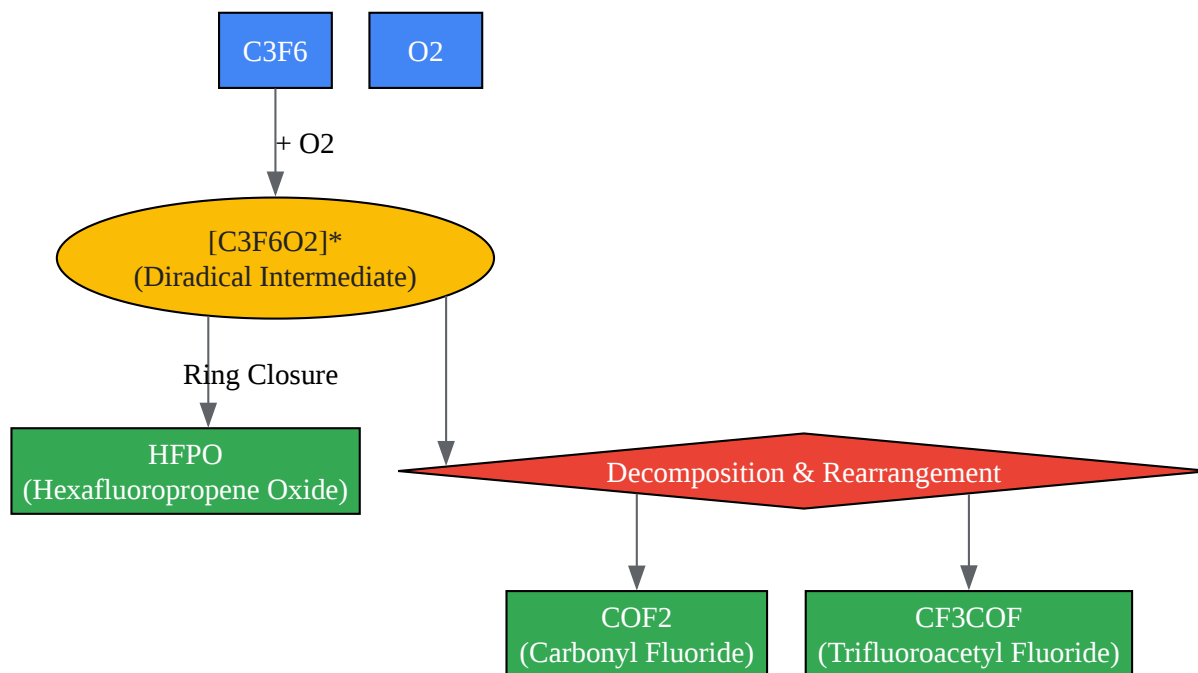 C3F6
O2
+ O2
[C3F6O2]*
(Diradical Intermediate)
Ring Closure
HFPO
(Hexafluoropropene Oxide)
Decomposition & Rearrangement
COF2
(Carbonyl Fluoride)
CF3COF
(Trifluoroacetyl Fluoride)